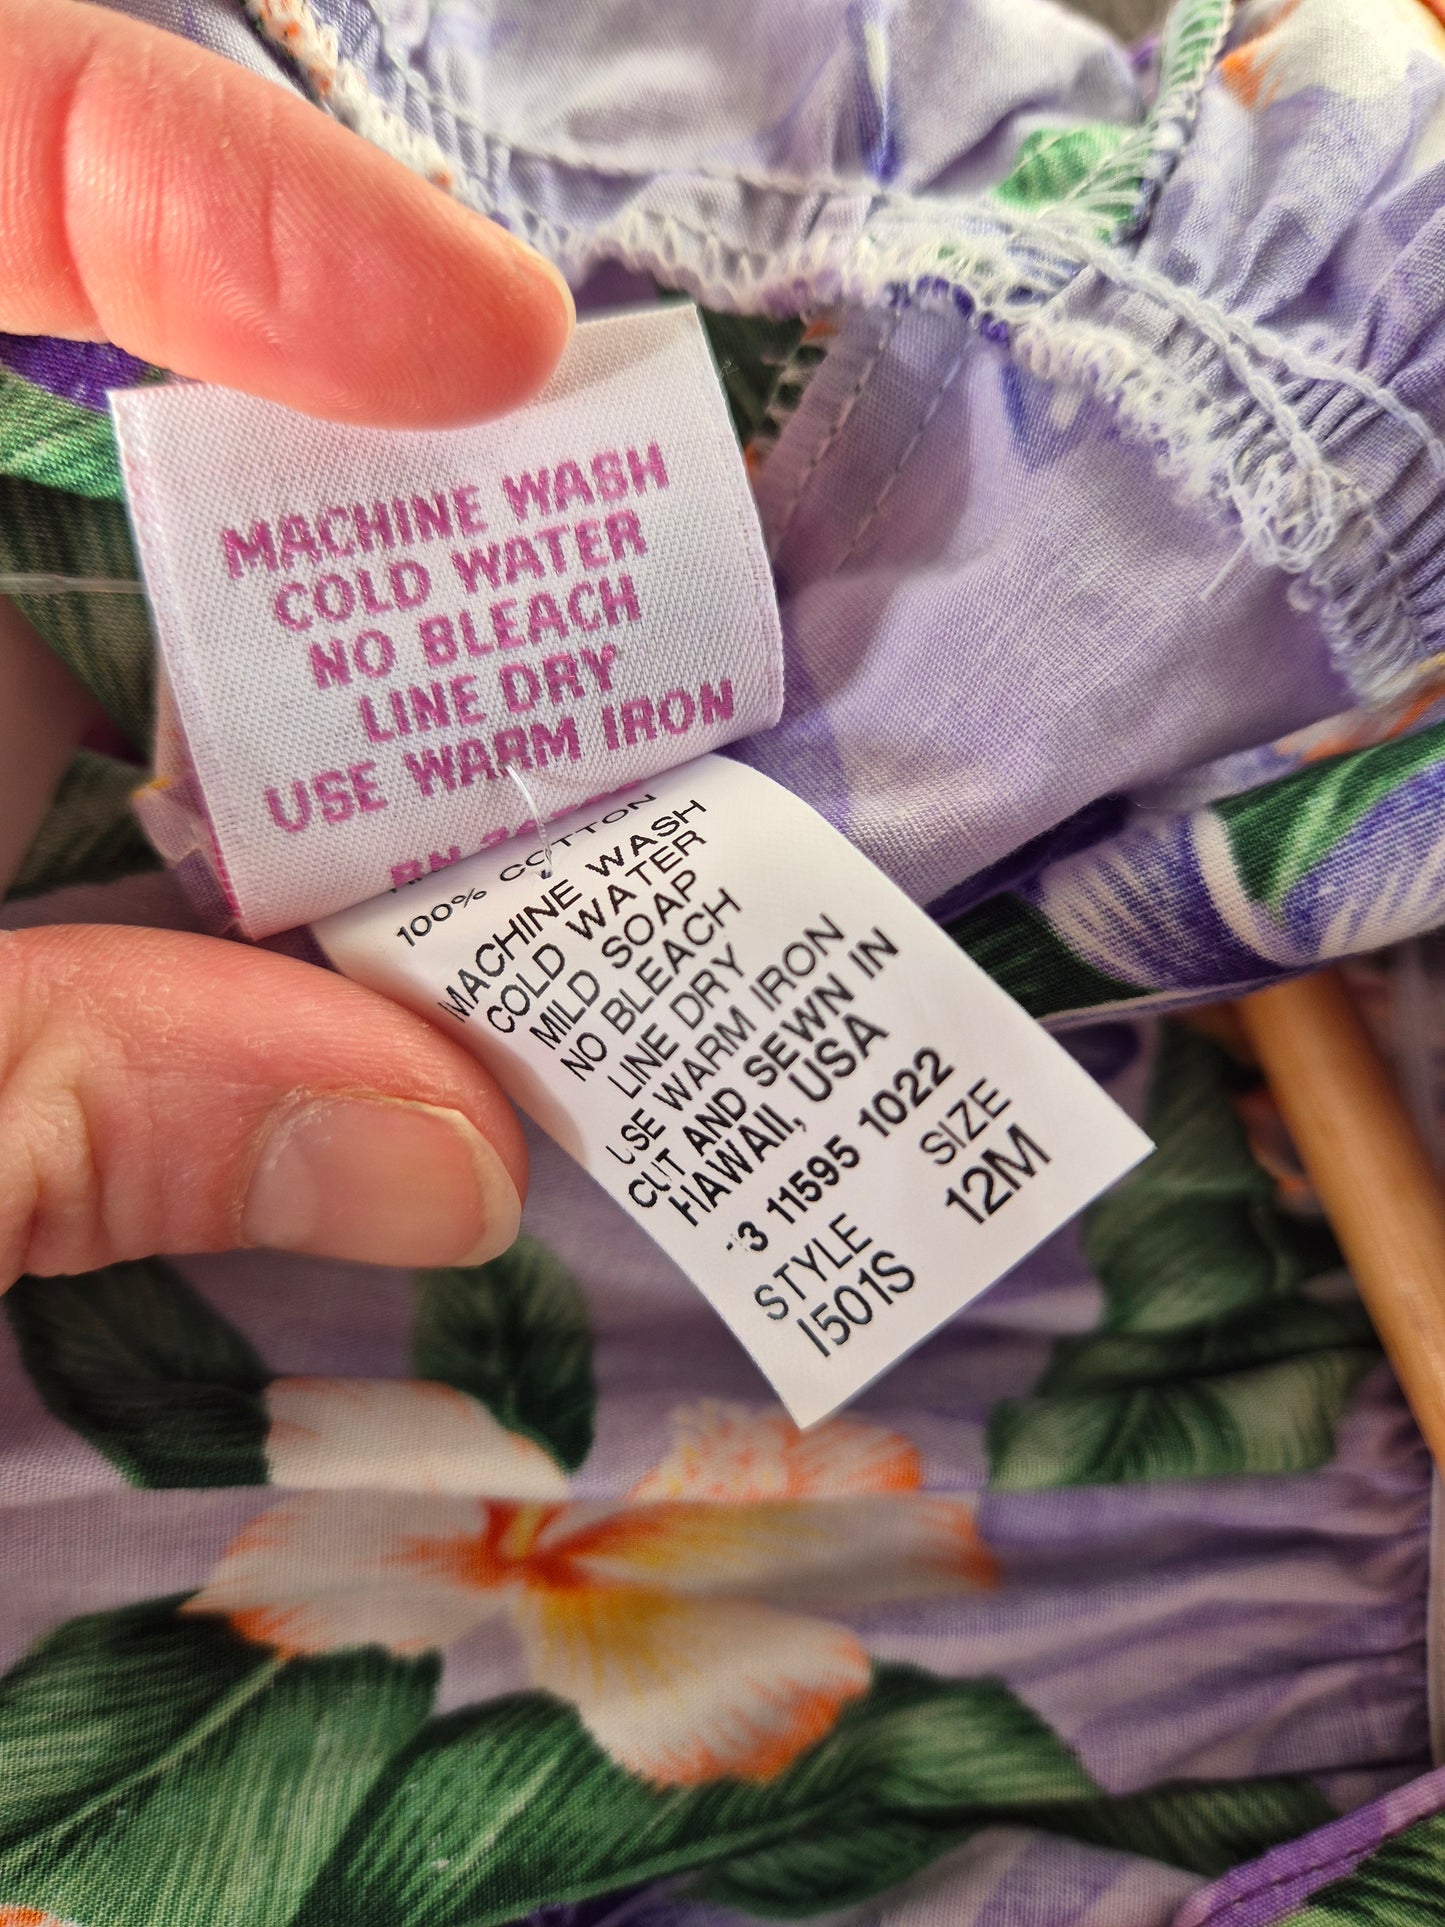 MACHINE WASH
COLD WATER
NO BLEACH
LINE DRY
USE WARM IRON
RN
100% COTTON
MACHINE WASH
COLD WATER
MILD SOAP
NO BLEACH
LINE DRY
USE WARM IRON
CUT AND SEWN IN
HAWAII, USA
3 11595 1022
STYLE SIZE
I501S 12M